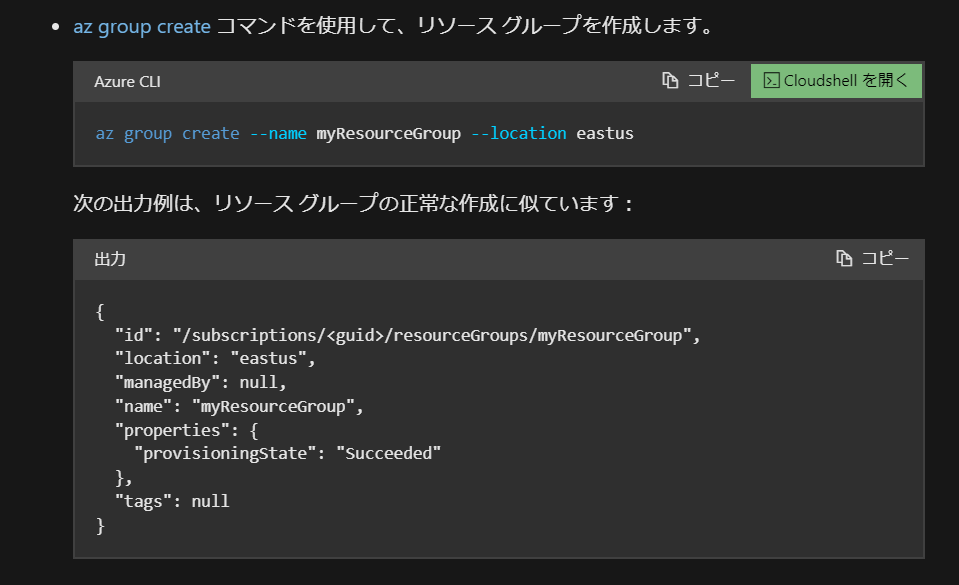 az group create コマンドを使用して、リソース グループを作成します。
Azure CLI コピー Cloudshell を開く
az group create --name myResourceGroup --location eastus
次の出力例は、リソース グループの正常な作成に似ています：
出力 コピー
{
  "id": "/subscriptions/<guid>/resourceGroups/myResourceGroup",
  "location": "eastus",
  "managedBy": null,
  "name": "myResourceGroup",
  "properties": {
    "provisioningState": "Succeeded"
  },
  "tags": null
}